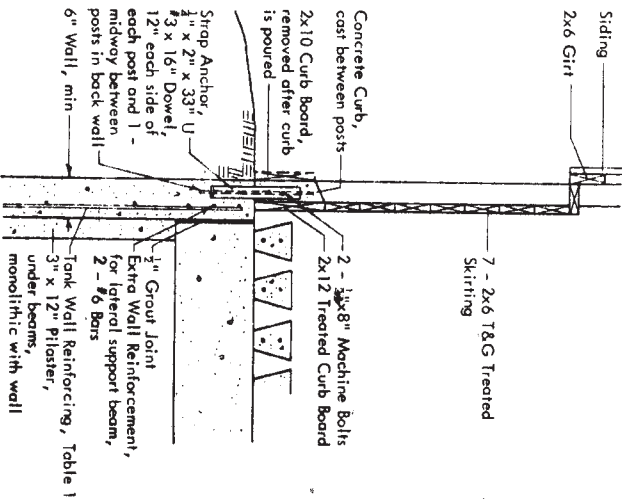 Siding
2x6 Girt
Concrete Curb,
cast between posts
2x10 Curb Board,
removed after curb
is poured
Strap Anchor,
¼" x 2" x 33" U
#3 x 16" Dowel,
12" each side of
each post and 1 -
midway between
posts in back wall
6" Wall, min
7 - 2x6 T&G Treated
Skirting
2 - x8" Machine Bolts
2x12 Treated Curb Board
½" Grout Joint
Extra Wall Reinforcement,
for lateral support beam,
2 - #6 Bars
Tank Wall Reinforcing, Table 1
3" x 12" Pilaster,
under beams,
monolithic with wall